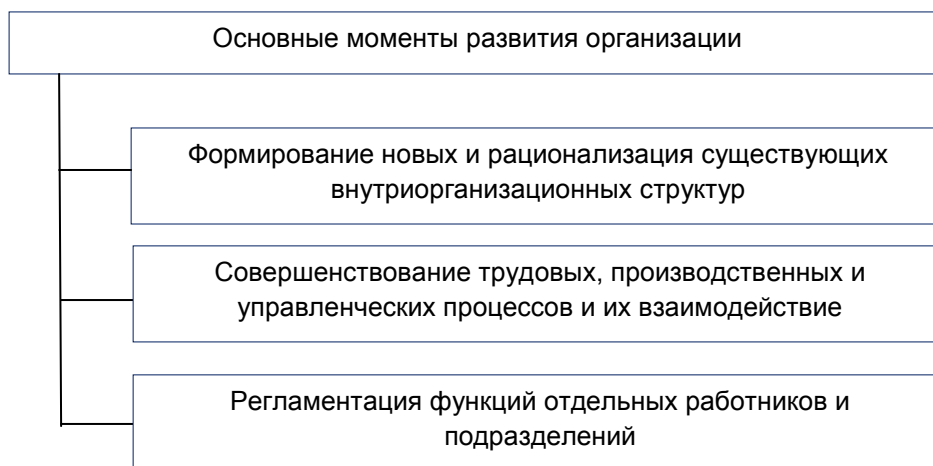 Основные моменты развития организации
Формирование новых и рационализация существующих
внутриорганизационных структур
Совершенствование трудовых, производственных и
управленческих процессов и их взаимодействие
Регламентация функций отдельных работников и
подразделений